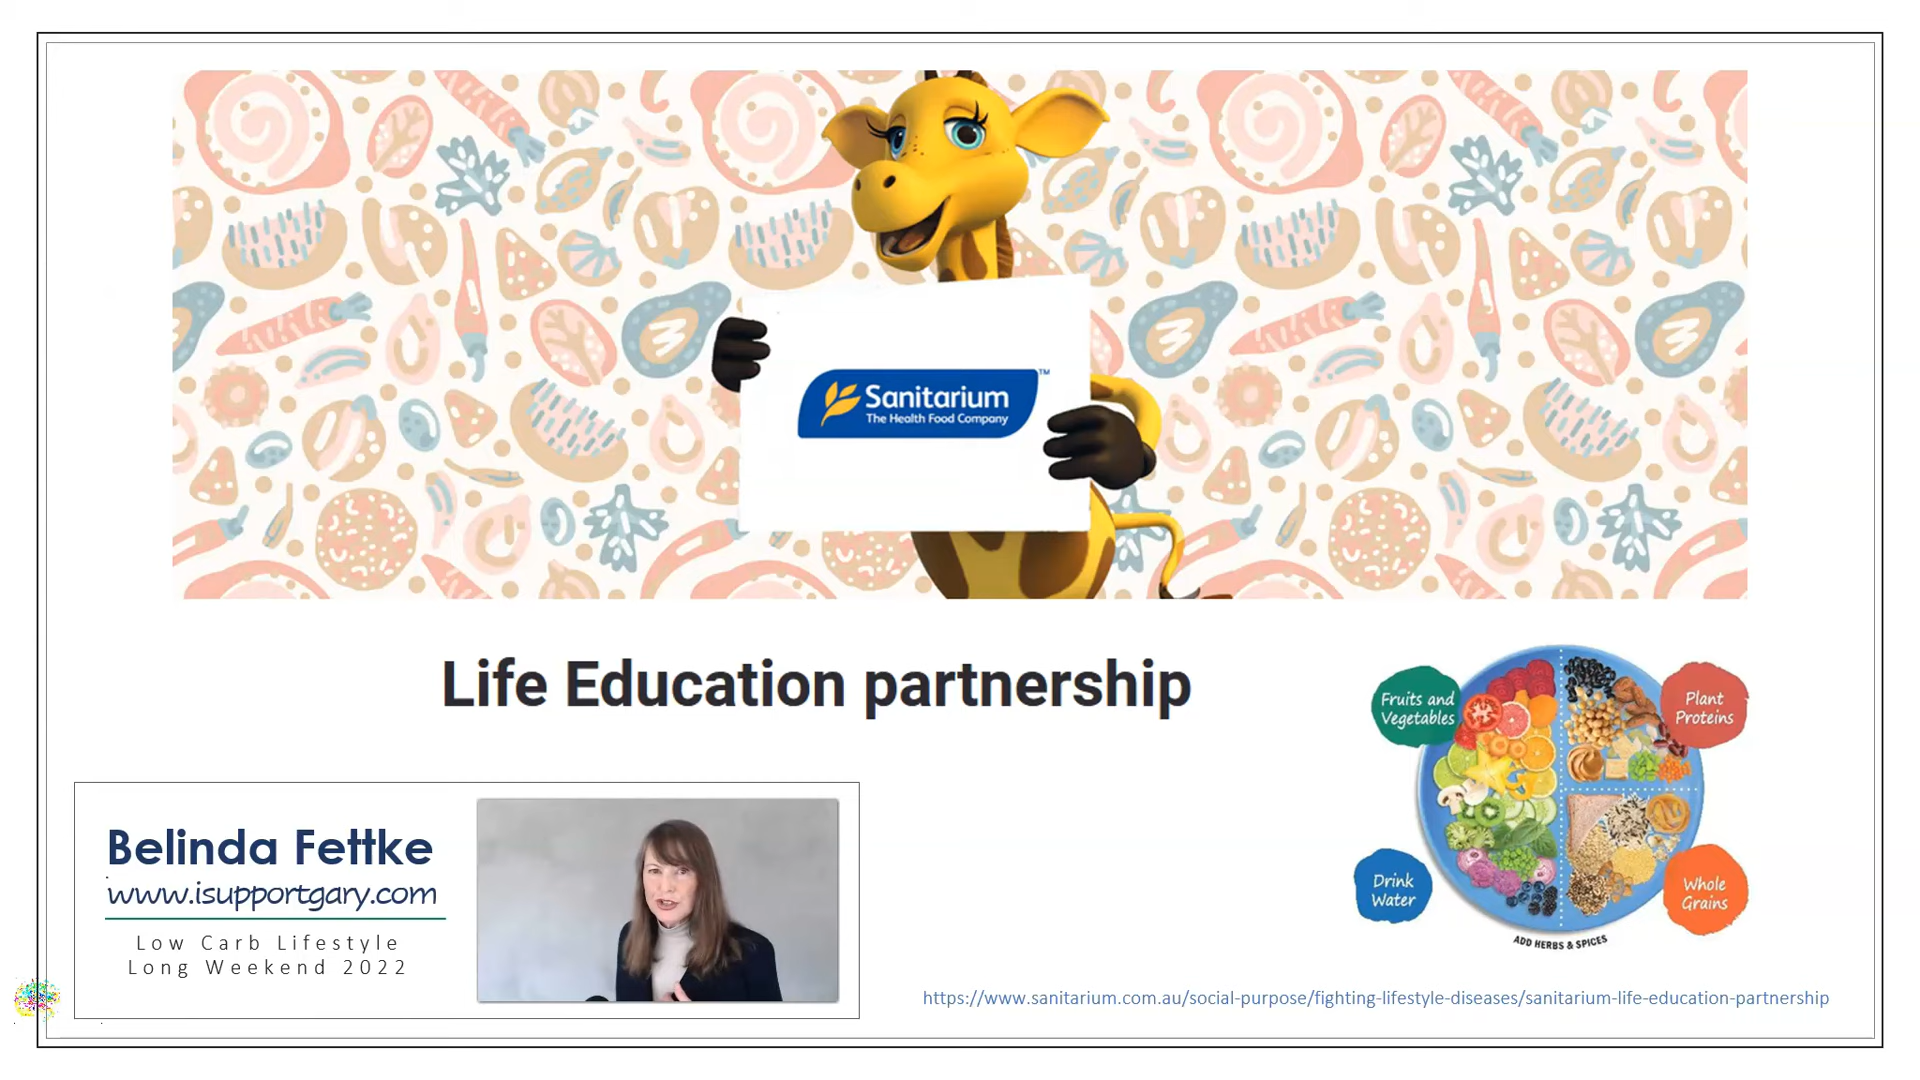 Sanitarium
TM
The Health Food Company
Life Education partnership
Fruits and
Vegetables
Plant
Proteins
Drink
Water
Whole
Grains
ADD HERBS & SPICES
Belinda Fettke
www.isupportgary.com
Low Carb Lifestyle
Long Weekend 2022
https://www.sanitarium.com.au/social-purpose/fighting-lifestyle-diseases/sanitarium-life-education-partnership